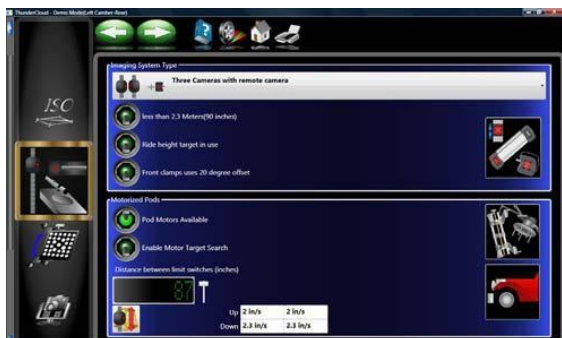 ThunderCloud - Demo Mode(Left Camber-Rear)
ISO
Imaging System Type
Three Cameras with remote camera
less than 2.3 Meters(90 inches)
Ride height target in use
Front clamps uses 20 degree offset
Motorized Pods
Pod Motors Available
Enable Motor Target Search
Distance between limit switches (inches)
87
Up 2 in/s 2 in/s
Down 2.3 in/s 2.3 in/s